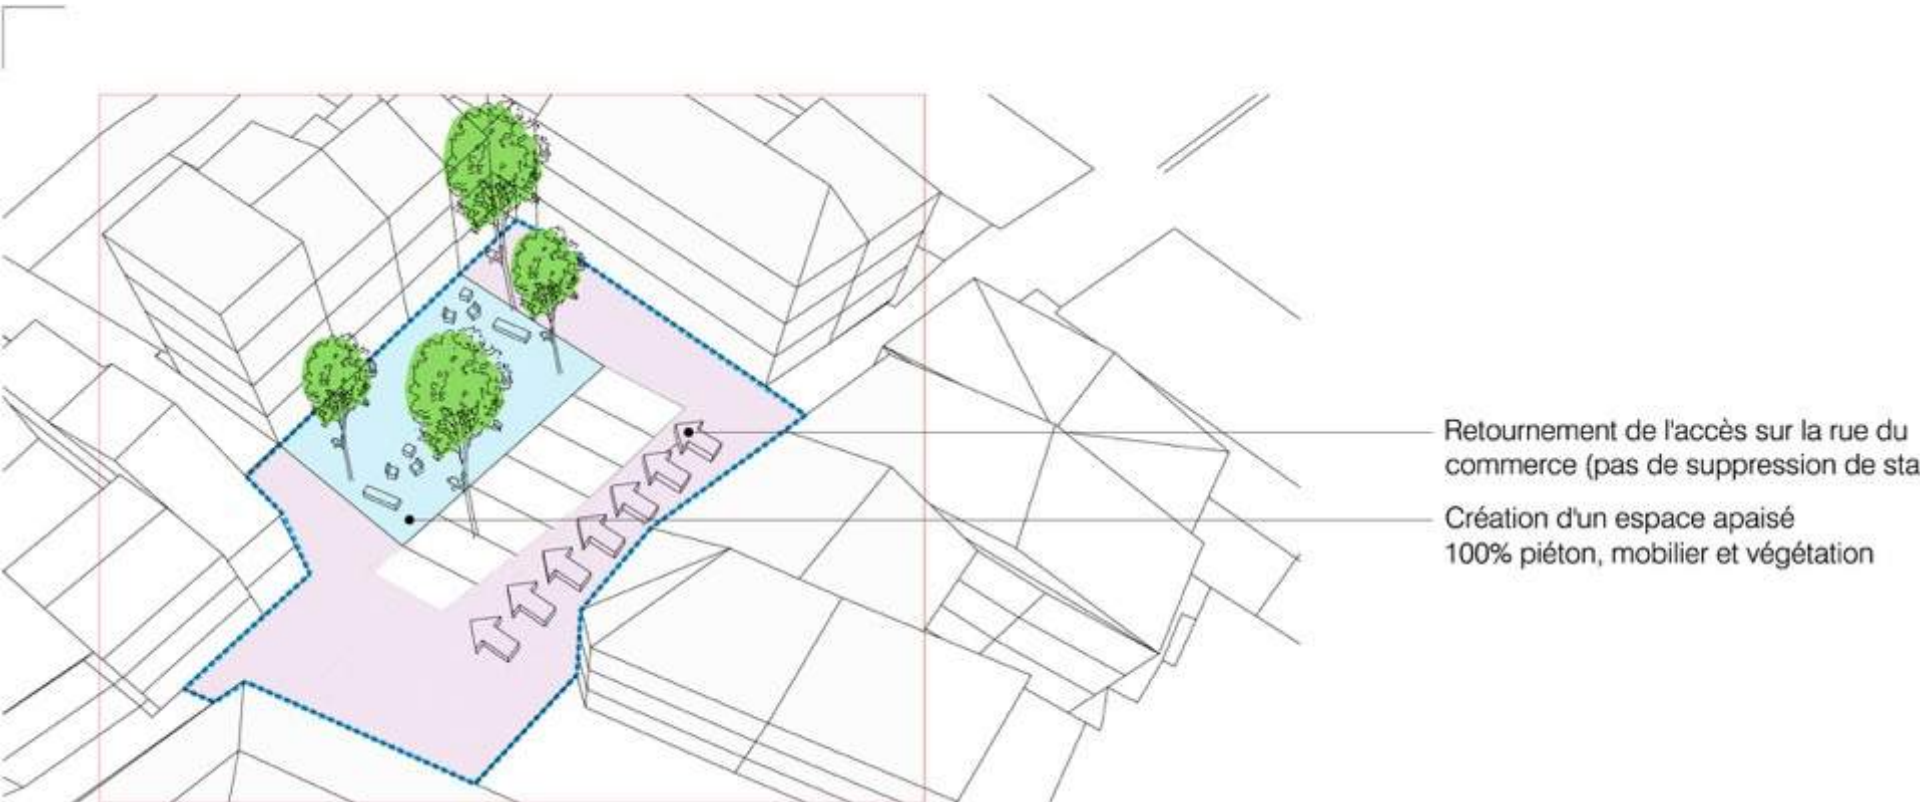 Retournement de l'accès sur la rue du
commerce (pas de suppression de sta
Création d'un espace apaisé
100% piéton, mobilier et végétation